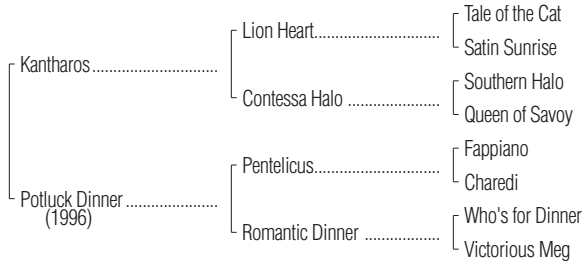 Tale of the Cat
Lion Heart
Satin Sunrise
Kantharos
Southern Halo
Contessa Halo
Queen of Savoy
Fappiano
Pentelicus
Charedi
Potluck Dinner
(1996)
Who's for Dinner
Romantic Dinner
Victorious Meg